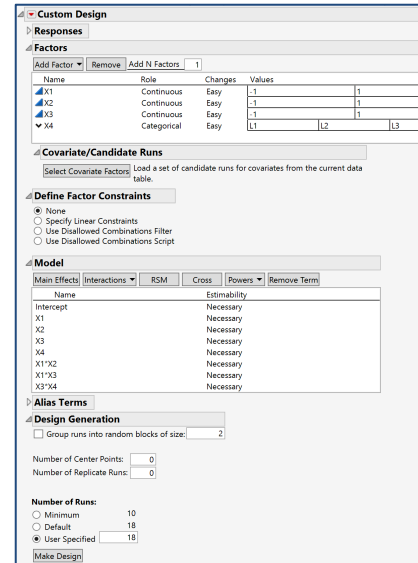 Custom Design
Responses
Factors
Add Factor Remove Add N Factors 1
Name Role Changes Values
X1 Continuous Easy -1 1
X2 Continuous Easy -1 1
X3 Continuous Easy -1 1
X4 Categorical Easy L1 L2 L3
Covariate/Candidate Runs
Select Covariate Factors Load a set of candidate runs for covariates from the current data
table.
Define Factor Constraints
None
Specify Linear Constraints
Use Disallowed Combinations Filter
Use Disallowed Combinations Script
Model
Main Effects Interactions RSM Cross Powers Remove Term
Name Estimability
Intercept Necessary
X1 Necessary
X2 Necessary
X3 Necessary
X4 Necessary
X1*X2 Necessary
X1*X3 Necessary
X3*X4 Necessary
Alias Terms
Design Generation
Group runs into random blocks of size: 2
Number of Center Points: 0
Number of Replicate Runs: 0
Number of Runs:
Minimum 10
Default 18
User Specified 18
Make Design